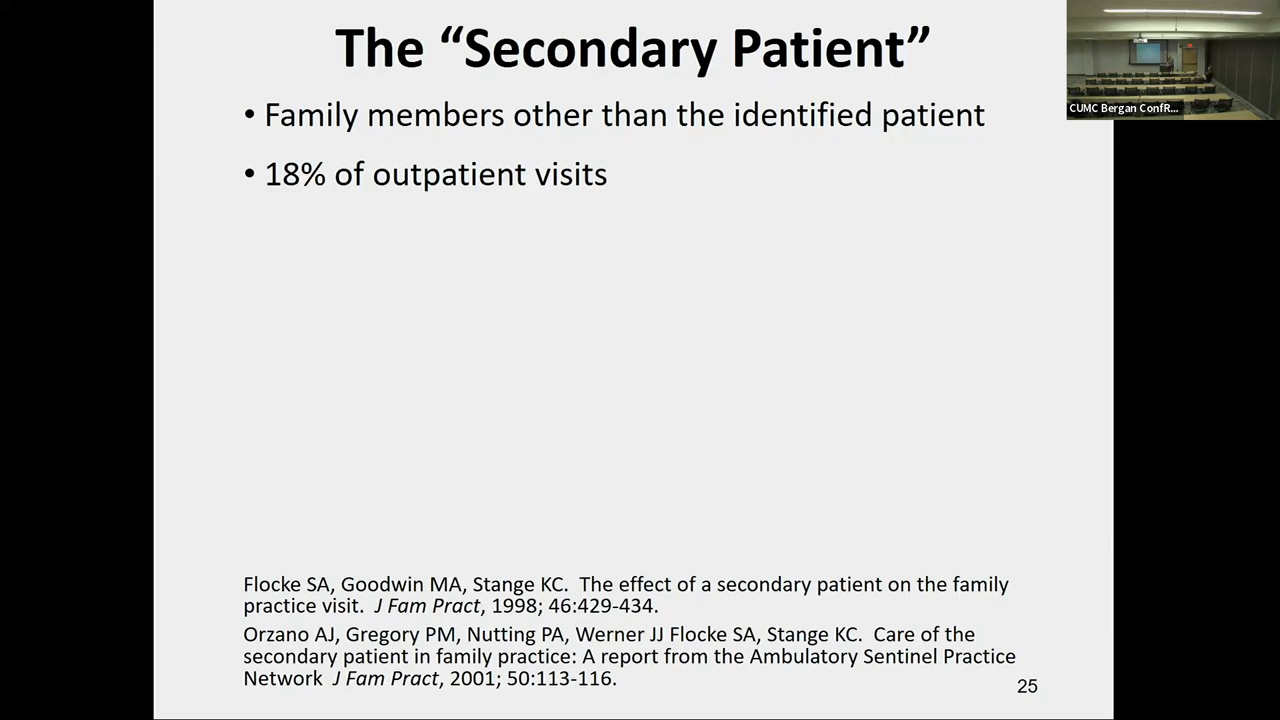 The “Secondary Patient”
• Family members other than the identified patient
• 18% of outpatient visits
Flocke SA, Goodwin MA, Stange KC.  The effect of a secondary patient on the family
practice visit.  J Fam Pract, 1998; 46:429-434.
Orzano AJ, Gregory PM, Nutting PA, Werner JJ Flocke SA, Stange KC.  Care of the
secondary patient in family practice: A report from the Ambulatory Sentinel Practice
Network  J Fam Pract, 2001; 50:113-116.
25
CUMC Bergan ConfR...